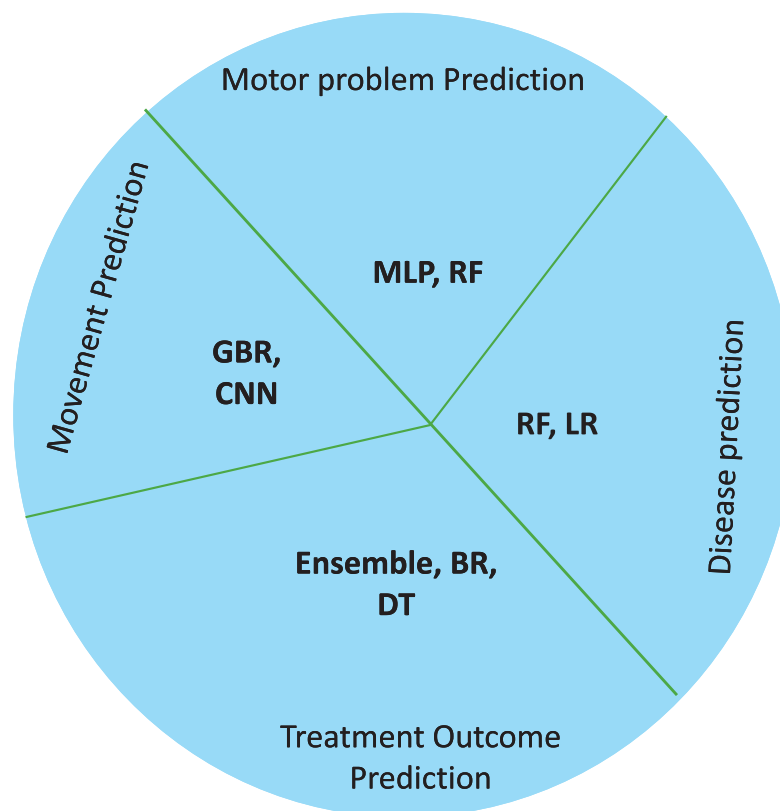 Motor problem Prediction
MLP, RF
Movement Prediction
GBR,
CNN
RF, LR
Disease prediction
Ensemble, BR,
DT
Treatment Outcome
Prediction